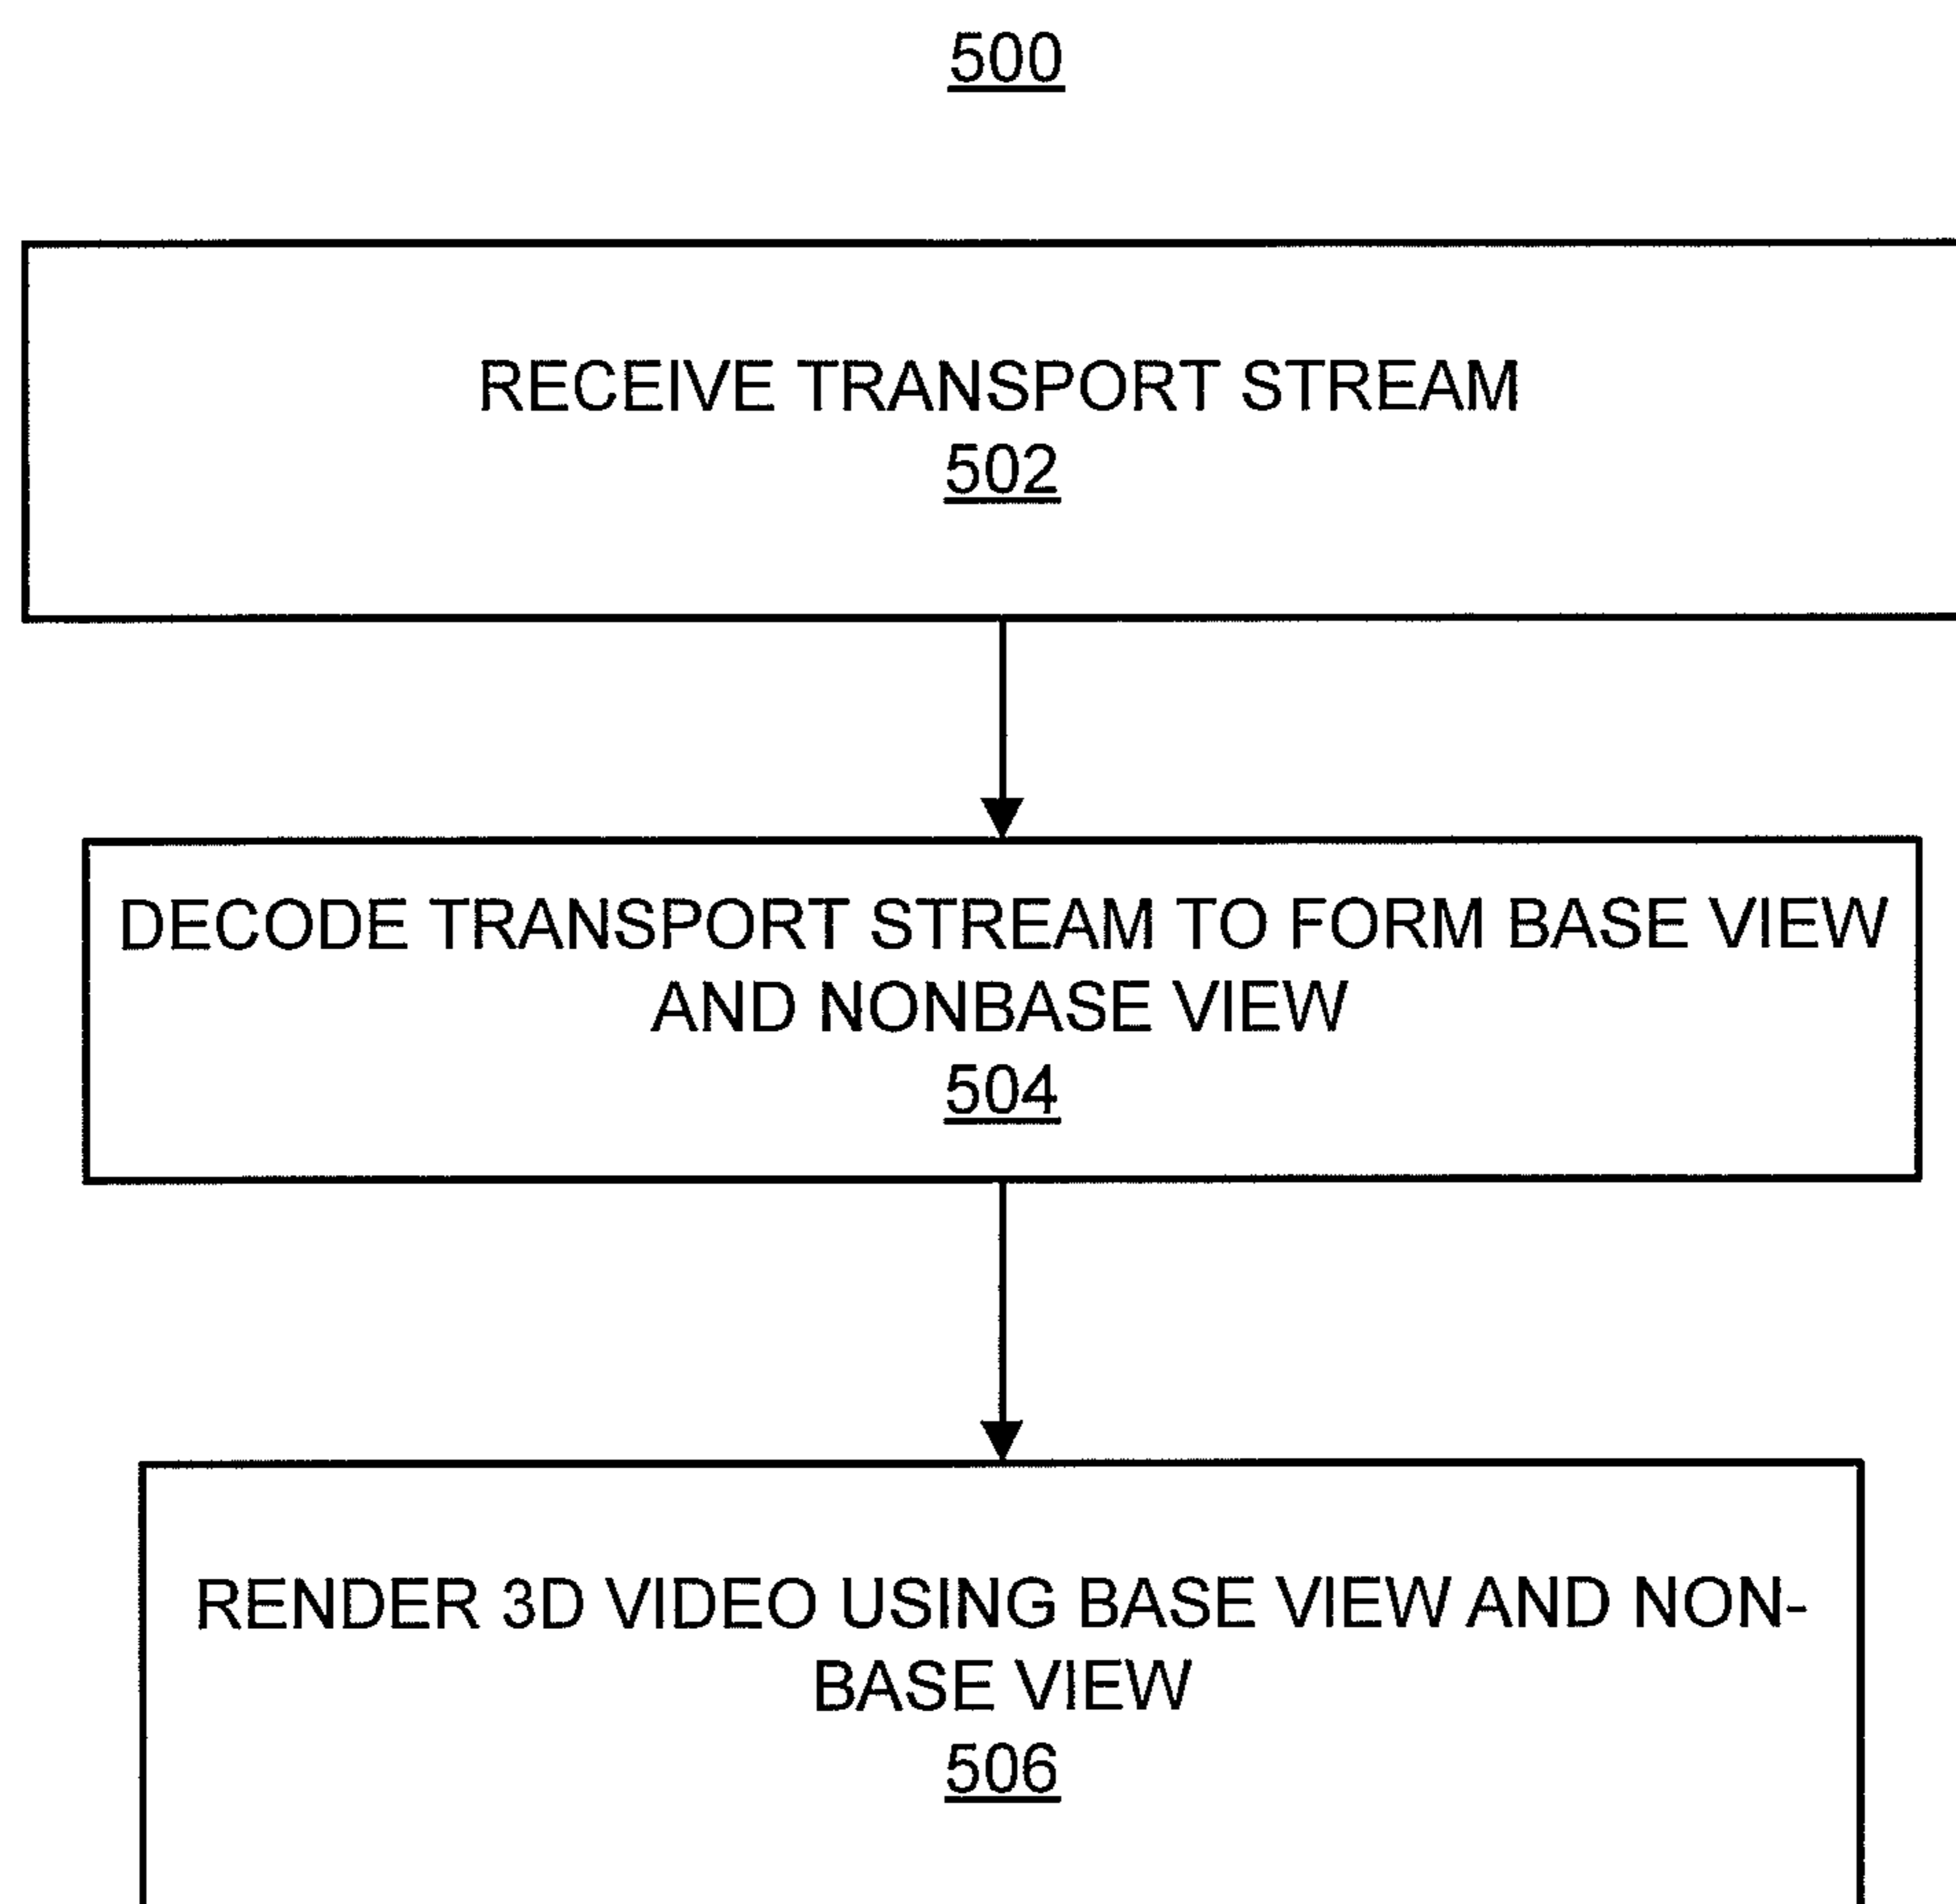 500
RECEIVE TRANSPORT STREAM
502
DECODE TRANSPORT STREAM TO FORM BASE VIEW
AND NONBASE VIEW
504
RENDER 3D VIDEO USING BASE VIEW AND NON-
BASE VIEW
506